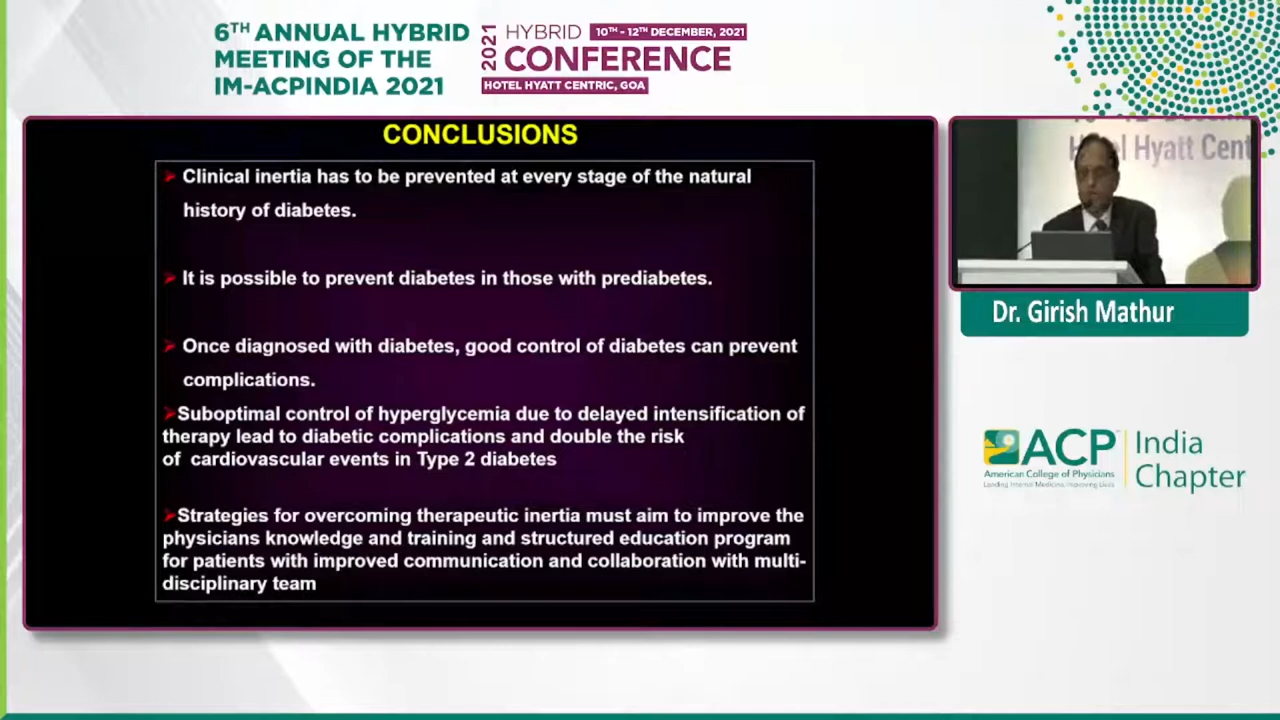 6TH ANNUAL HYBRID
MEETING OF THE
IM-ACPINDIA 2021
2021
HYBRID 10TH - 12TH DECEMBER, 2021
CONFERENCE
HOTEL HYATT CENTRIC, GOA
CONCLUSIONS
Clinical inertia has to be prevented at every stage of the natural
history of diabetes.
It is possible to prevent diabetes in those with prediabetes.
Once diagnosed with diabetes, good control of diabetes can prevent
complications.
Suboptimal control of hyperglycemia due to delayed intensification of
therapy lead to diabetic complications and double the risk
of cardiovascular events in Type 2 diabetes
Strategies for overcoming therapeutic inertia must aim to improve the
physicians knowledge and training and structured education program
for patients with improved communication and collaboration with multi-
disciplinary team
Hyatt Cent
Dr. Girish Mathur
ACP
American College of Physicians
Leading Internal Medicine, Improving Lives
India
Chapter